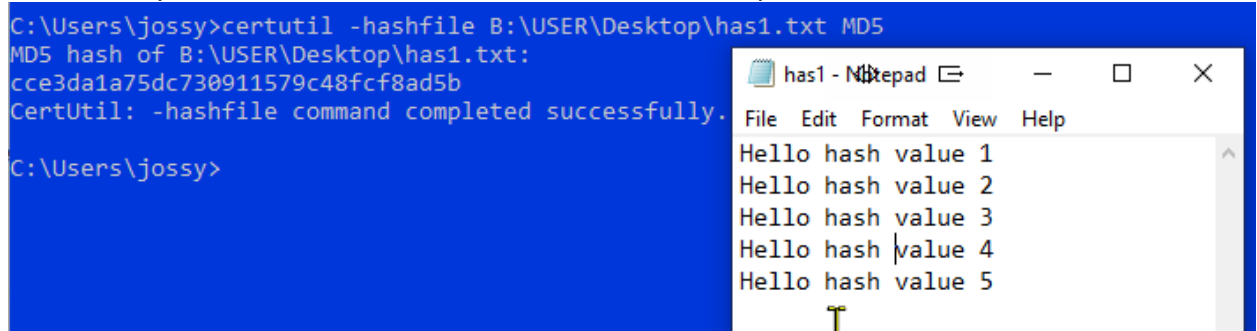 C:\Users\jossy>certutil -hashfile B:\USER\Desktop\has1.txt MD5
MD5 hash of B:\USER\Desktop\has1.txt:
cce3da1a75dc730911579c48fcf8ad5b
CertUtil: -hashfile command completed successfully.
C:\Users\jossy>
has1 - Notepad
File Edit Format View Help
Hello hash value 1
Hello hash value 2
Hello hash value 3
Hello hash value 4
Hello hash value 5